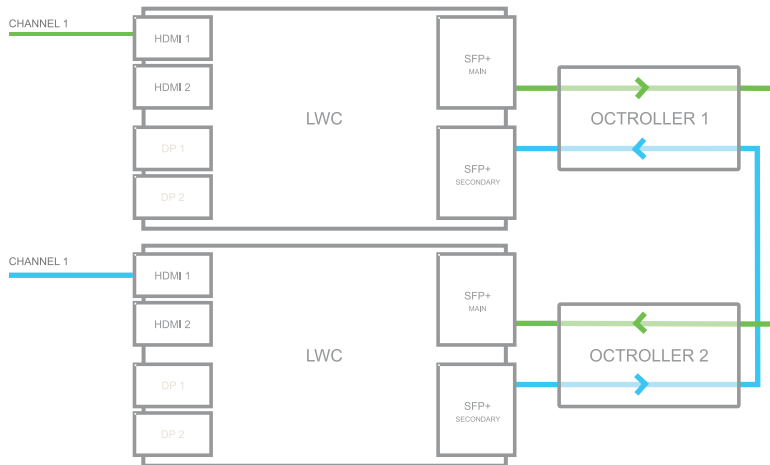 CHANNEL 1
HDMI 1
HDMI 2
DP 1
DP 2
LWC
SFP+
MAIN
SFP+
SECONDARY
OCTROLLER 1
CHANNEL 1
HDMI 1
HDMI 2
DP 1
DP 2
LWC
SFP+
MAIN
SFP+
SECONDARY
OCTROLLER 2